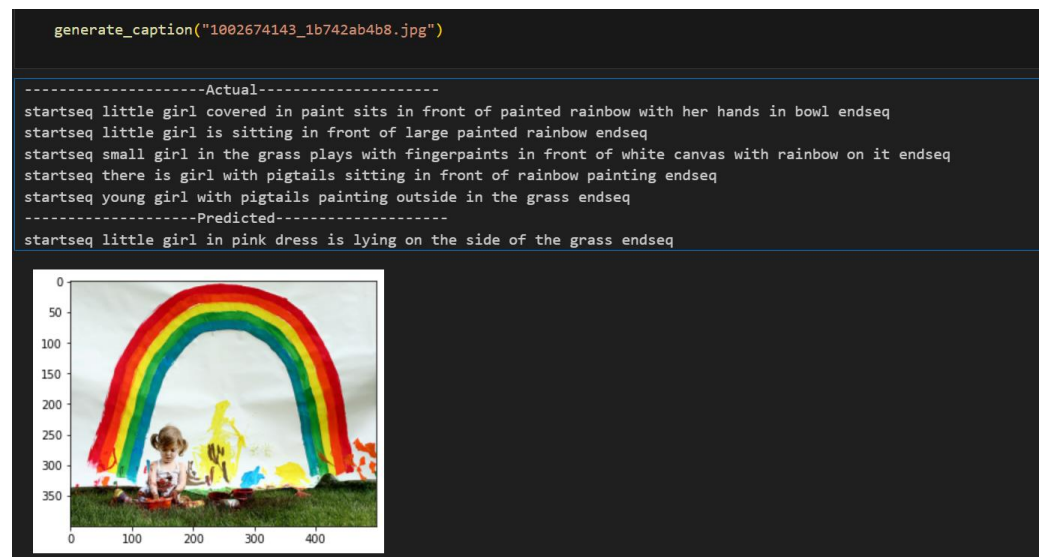 generate_caption("1002674143_1b742ab4b8.jpg")
---------------------Actual---------------------
startseq little girl covered in paint sits in front of painted rainbow with her hands in bowl endseq
startseq little girl is sitting in front of large painted rainbow endseq
startseq small girl in the grass plays with fingerpaints in front of white canvas with rainbow on it endseq
startseq there is girl with pigtails sitting in front of rainbow painting endseq
startseq young girl with pigtails painting outside in the grass endseq
--------------------Predicted--------------------
startseq little girl in pink dress is lying on the side of the grass endseq
0
50
100
150
200
250
300
350
0 100 200 300 400